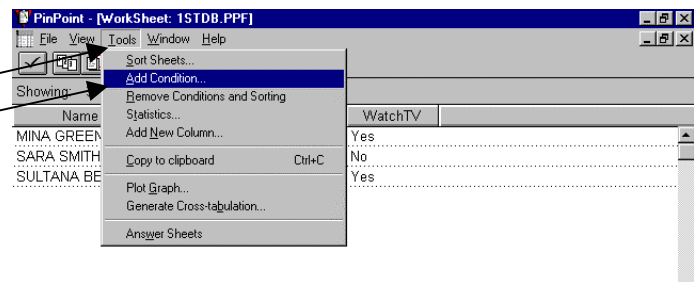 PinPoint - [WorkSheet: 1STDB.PPF]
File View Tools Window Help
Sort Sheets...
Add Condition...
Showing:
Remove Conditions and Sorting
Name
Statistics...
WatchTV
Add New Column...
MINA GREEN
Yes
SARA SMITH
Copy to clipboard Ctrl+C
No
SULTANA BE
Yes
Plot Graph...
Generate Cross-tabulation...
Answer Sheets